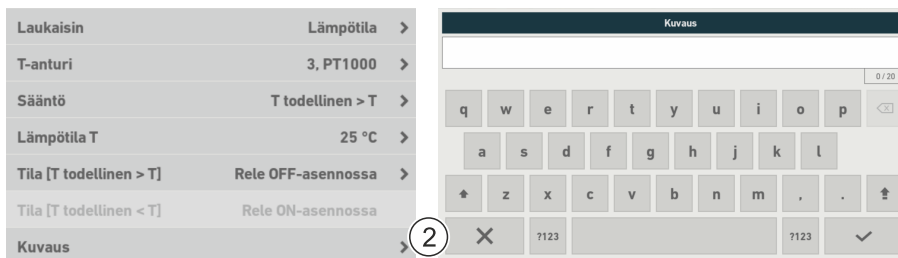 Laukaisin Lämpötila
T-anturi 3, PT1000
Sääntö T todellinen > T
Lämpötila T 25 °C
Tila [T todellinen > T] Rele OFF-asennossa
Tila [T todellinen < T] Rele ON-asennossa
Kuvaus
2
Kuvaus
0 / 20
q w e r t y u i o p
a s d f g h j k l
z x c v b n m , .
?123 ?123